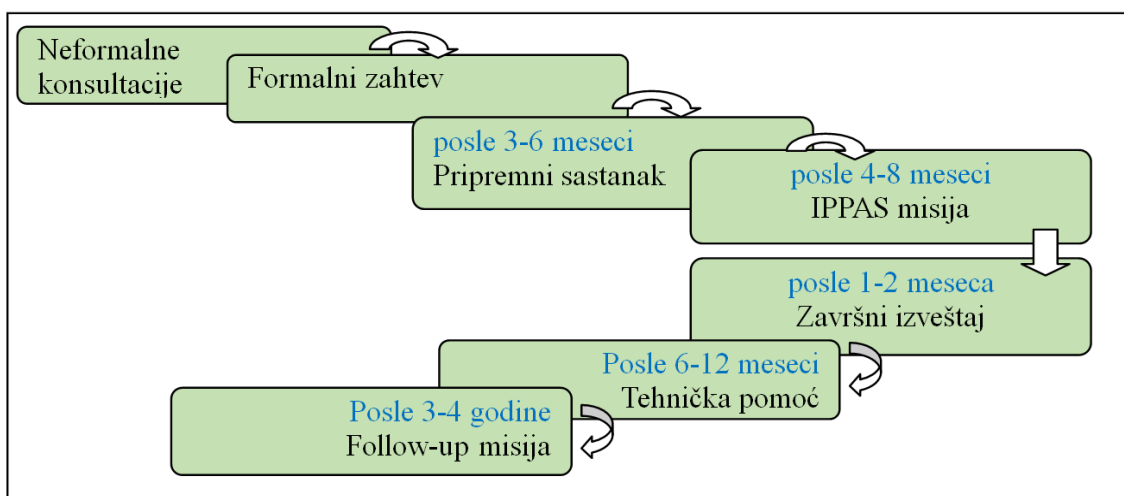 Neformalne
konsultacije
Formalni zahtev
posle 3-6 meseci
Pripremni sastanak
posle 4-8 meseci
IPPAS misija
posle 1-2 meseca
Završni izveštaj
Posle 6-12 meseci
Tehnička pomoć
Posle 3-4 godine
Follow-up misija